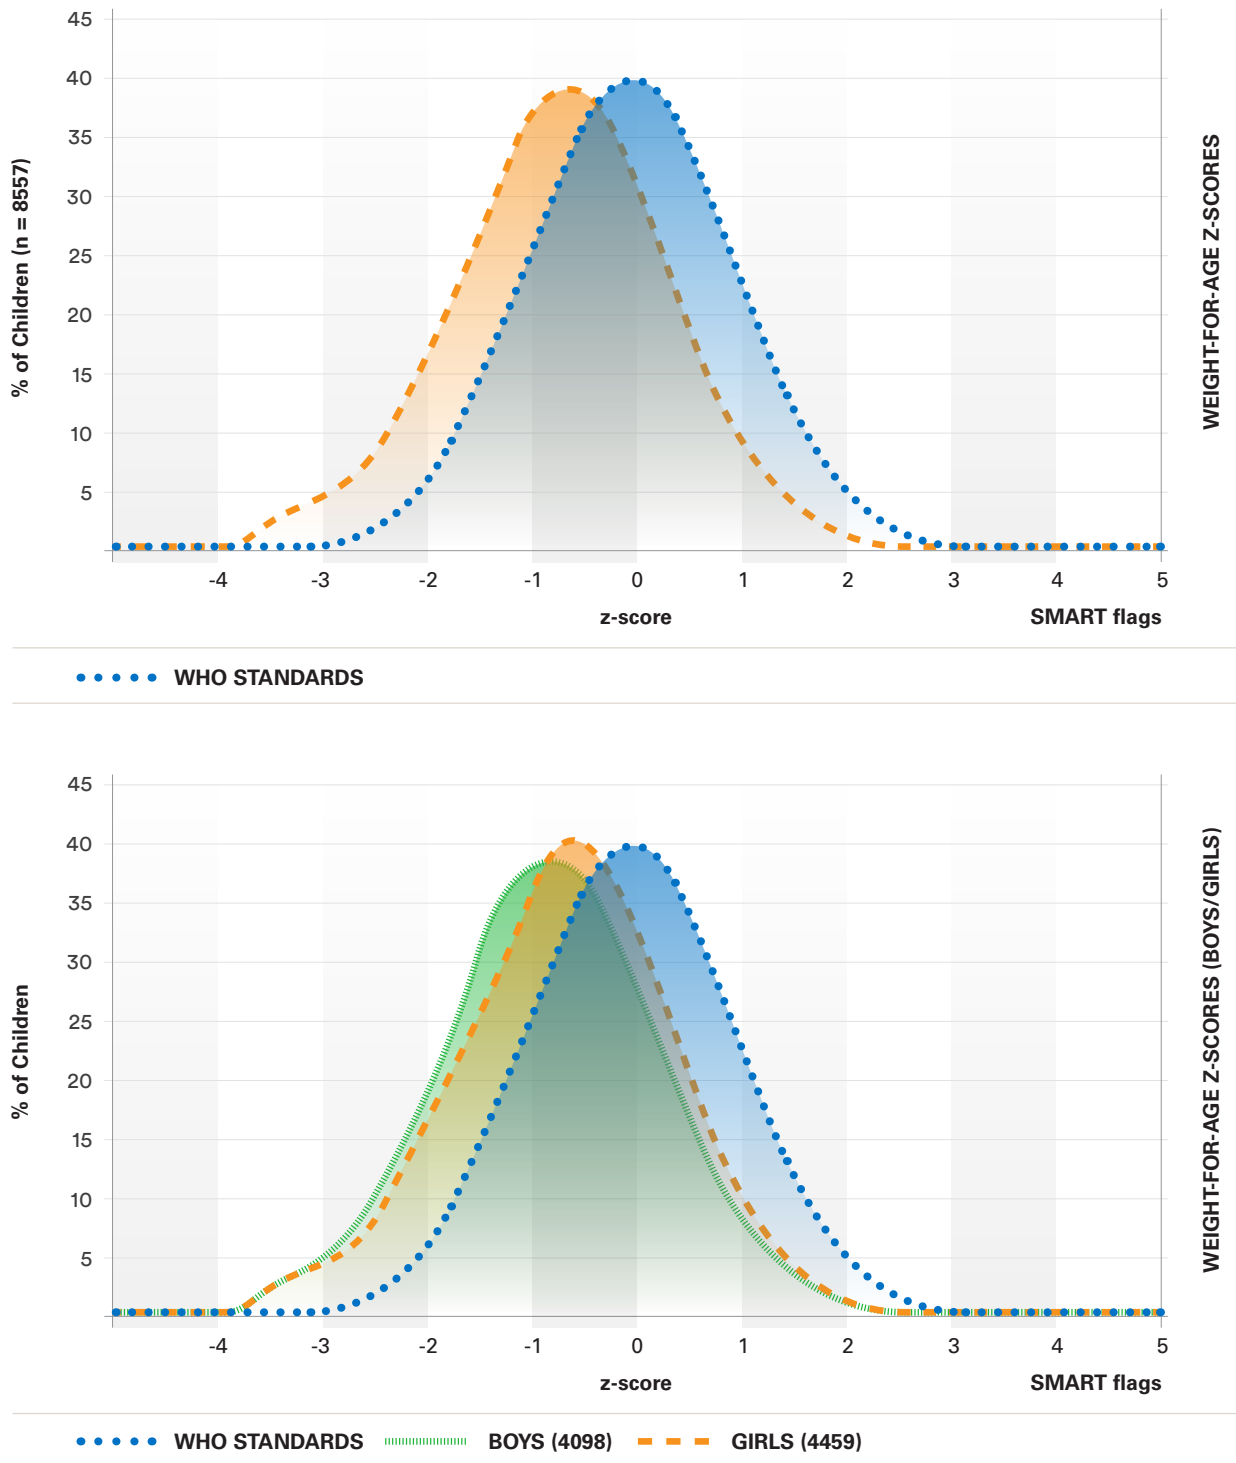 45
40
35
30
25
20
15
10
5
% of Children (n = 8557)
WEIGHT-FOR-AGE Z-SCORES
-4 -3 -2 -1 0 1 2 3 4 5
z-score SMART flags
WHO STANDARDS
45
40
35
30
25
20
15
10
5
% of Children
WEIGHT-FOR-AGE Z-SCORES (BOYS/GIRLS)
-4 -3 -2 -1 0 1 2 3 4 5
z-score SMART flags
WHO STANDARDS BOYS (4098) GIRLS (4459)